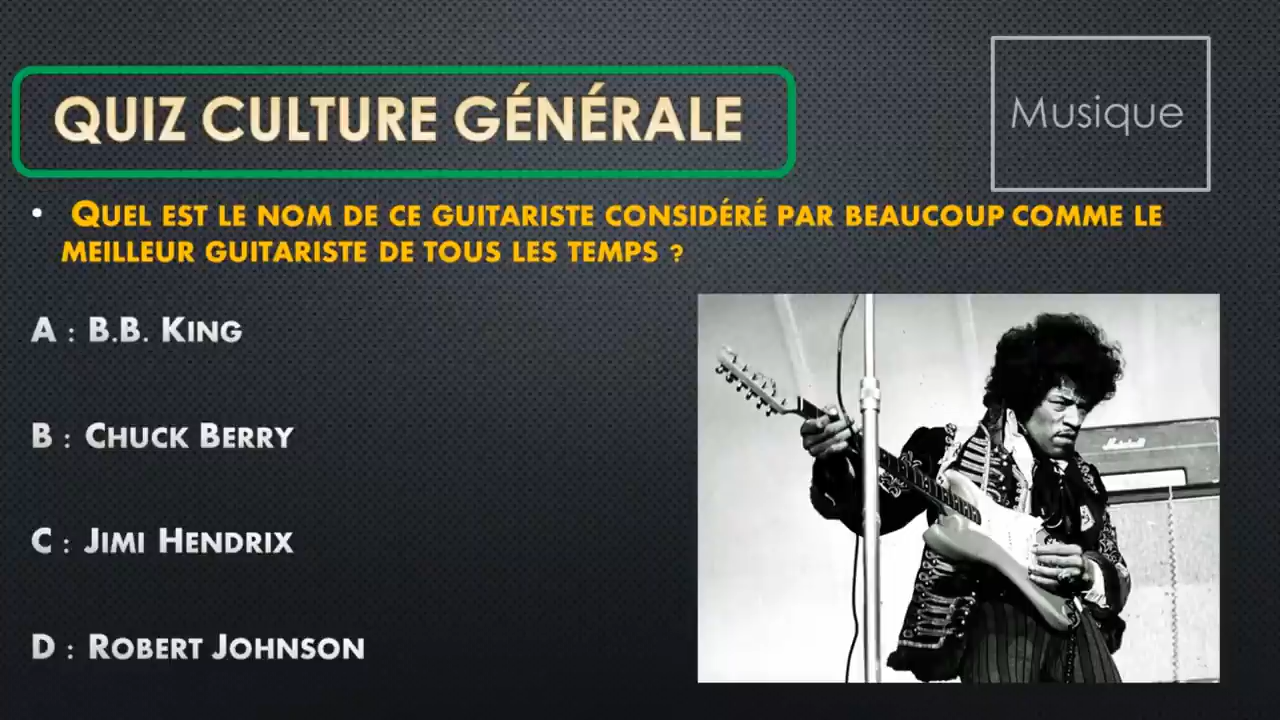 QUIZ CULTURE GÉNÉRALE
Musique
• QUEL EST LE NOM DE CE GUITARISTE CONSIDÉRÉ PAR BEAUCOUP COMME LE
MEILLEUR GUITARISTE DE TOUS LES TEMPS ?
A : B.B. KING
B : CHUCK BERRY
C : JIMI HENDRIX
D : ROBERT JOHNSON
Marshall